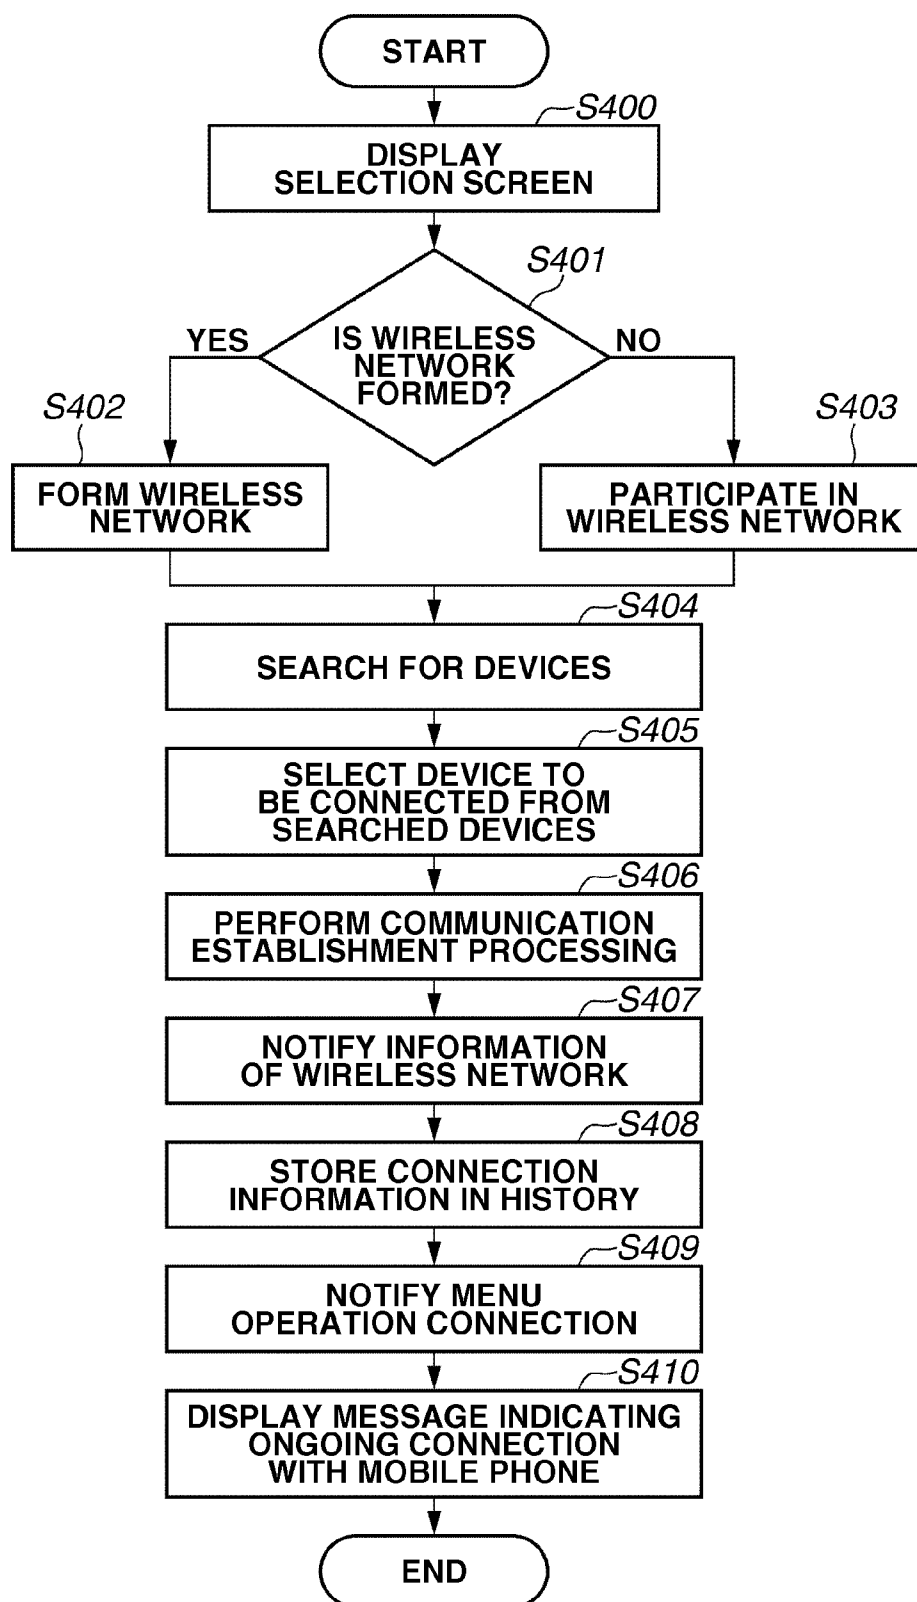 START
S400
DISPLAY
SELECTION SCREEN
S401
IS WIRELESS
NETWORK
FORMED?
YES
NO
S402
FORM WIRELESS
NETWORK
S403
PARTICIPATE IN
WIRELESS NETWORK
S404
SEARCH FOR DEVICES
S405
SELECT DEVICE TO
BE CONNECTED FROM
SEARCHED DEVICES
S406
PERFORM COMMUNICATION
ESTABLISHMENT PROCESSING
S407
NOTIFY INFORMATION
OF WIRELESS NETWORK
S408
STORE CONNECTION
INFORMATION IN HISTORY
S409
NOTIFY MENU
OPERATION CONNECTION
S410
DISPLAY MESSAGE INDICATING
ONGOING CONNECTION
WITH MOBILE PHONE
END